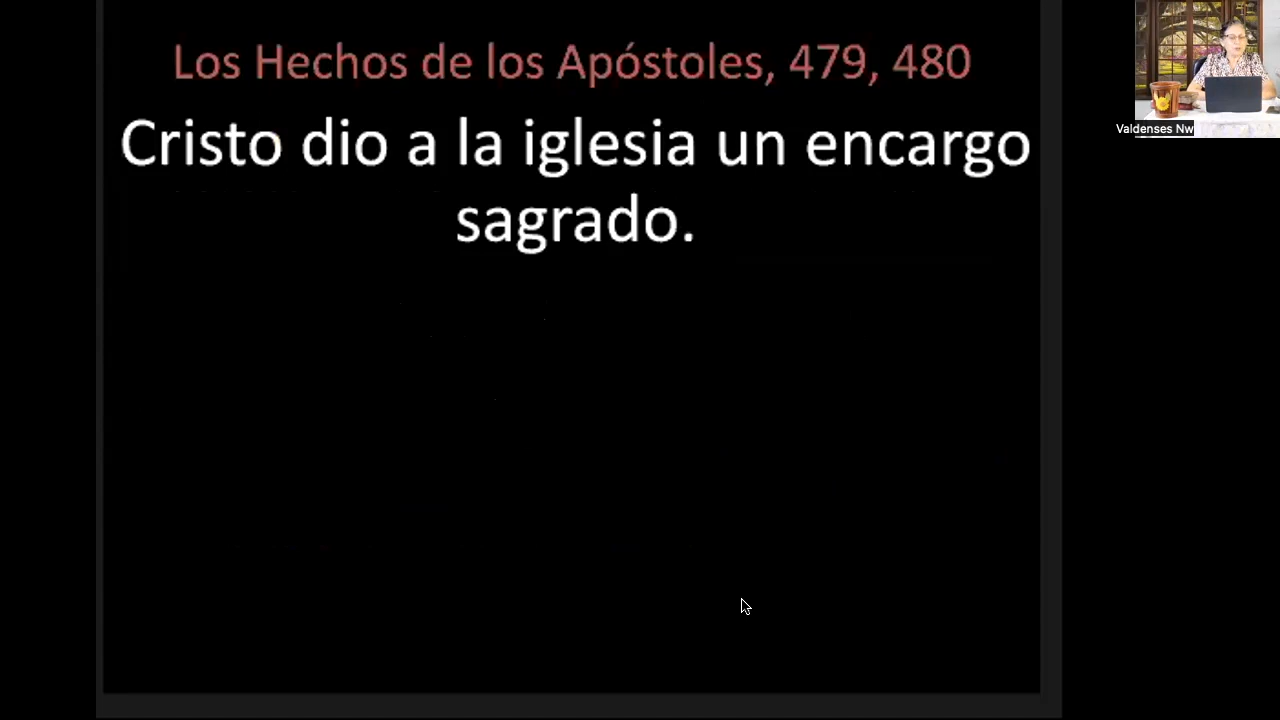 Los Hechos de los Apóstoles, 479, 480
Cristo dio a la iglesia un encargo
sagrado.
Valdenses Nw